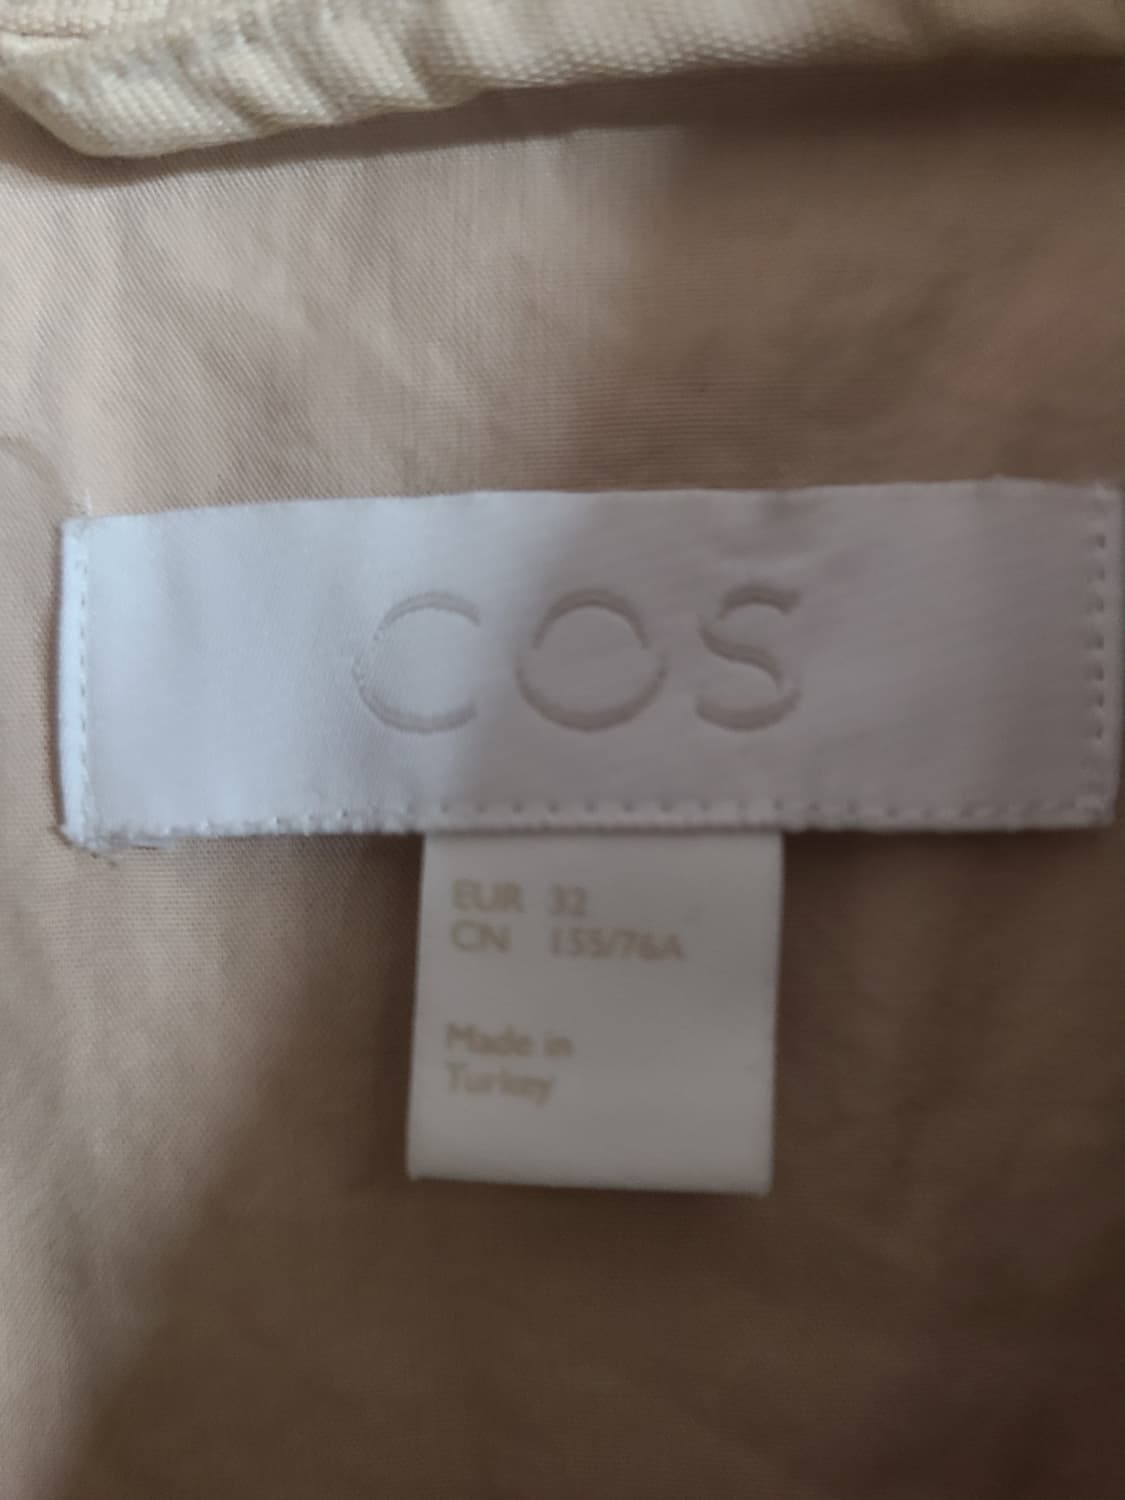 COS
EUR 32
CN 155/76A
Made in
Turkey